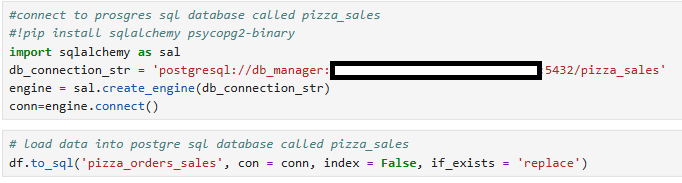 #connect to prosgres sql database called pizza_sales
#!pip install sqlalchemy psycopg2-binary
import sqlalchemy as sal
db_connection_str = 'postgresql://db_manager: :5432/pizza_sales'
engine = sal.create_engine(db_connection_str)
conn=engine.connect()
# load data into postgre sql database called pizza_sales
df.to_sql('pizza_orders_sales', con = conn, index = False, if_exists = 'replace')